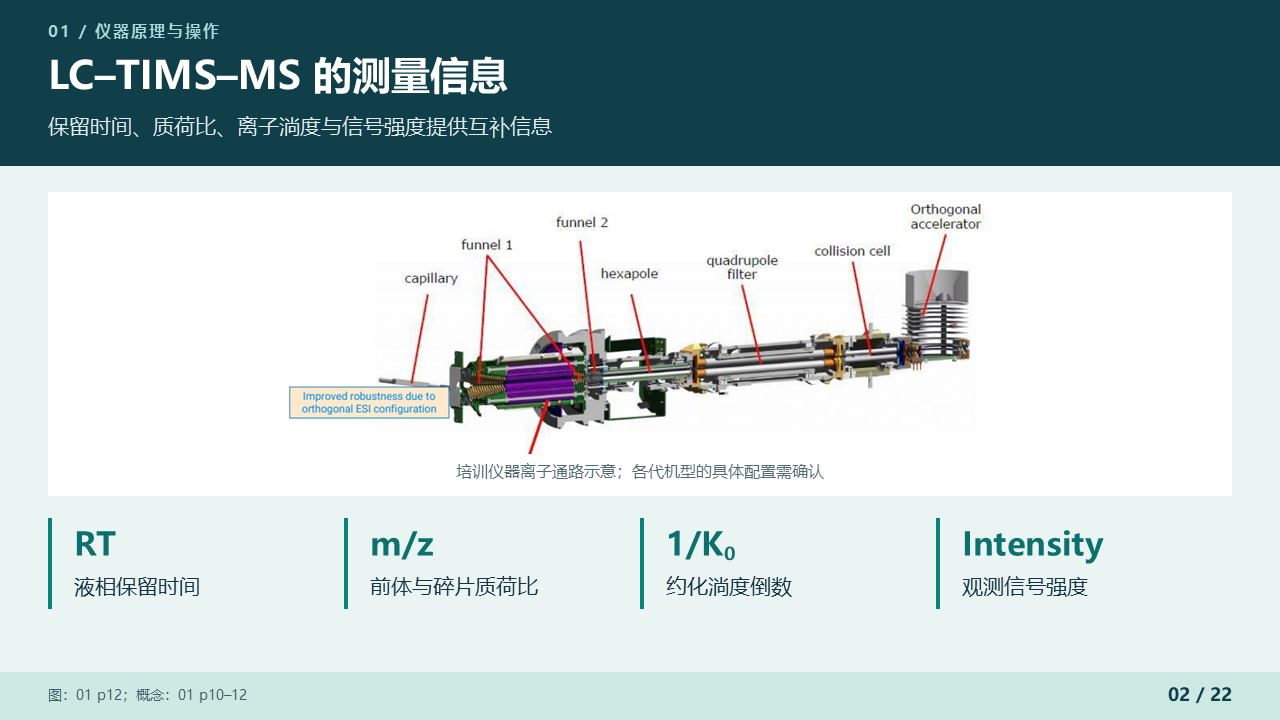 01 / 仪器原理与操作
LC–TIMS–MS 的测量信息
保留时间、质荷比、离子淌度与信号强度提供互补信息
Orthogonal
accelerator
funnel 2
funnel 1
collision cell
quadrupole
filter
hexapole
capillary
Improved robustness due to
orthogonal ESI configuration
培训仪器离子通路示意；各代机型的具体配置需确认
RT
液相保留时间
m/z
前体与碎片质荷比
1/K₀
约化淌度倒数
Intensity
观测信号强度
图：01 p12；概念：01 p10–12
02 / 22